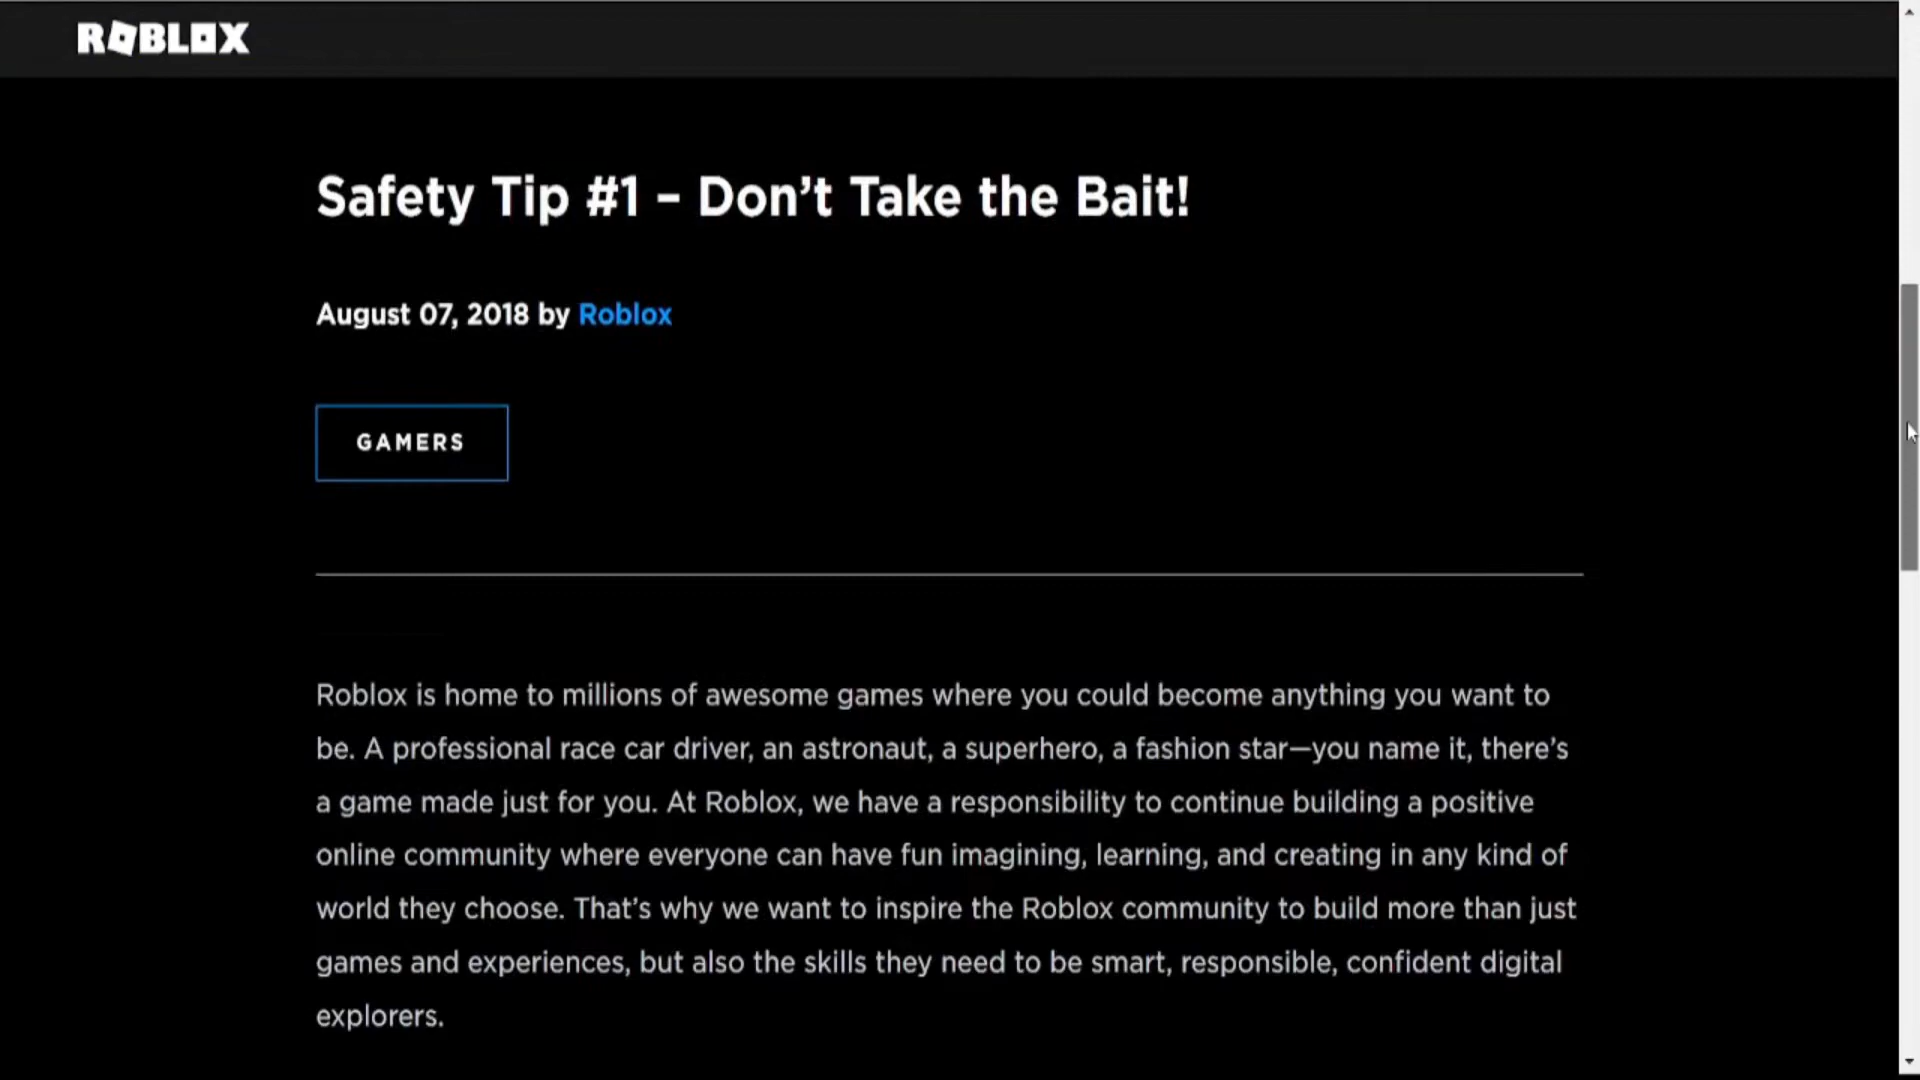 ROBLOX
Safety Tip #1 – Don’t Take the Bait!
August 07, 2018 by Roblox
GAMERS
Roblox is home to millions of awesome games where you could become anything you want to
be. A professional race car driver, an astronaut, a superhero, a fashion star—you name it, there’s
a game made just for you. At Roblox, we have a responsibility to continue building a positive
online community where everyone can have fun imagining, learning, and creating in any kind of
world they choose. That’s why we want to inspire the Roblox community to build more than just
games and experiences, but also the skills they need to be smart, responsible, confident digital
explorers.